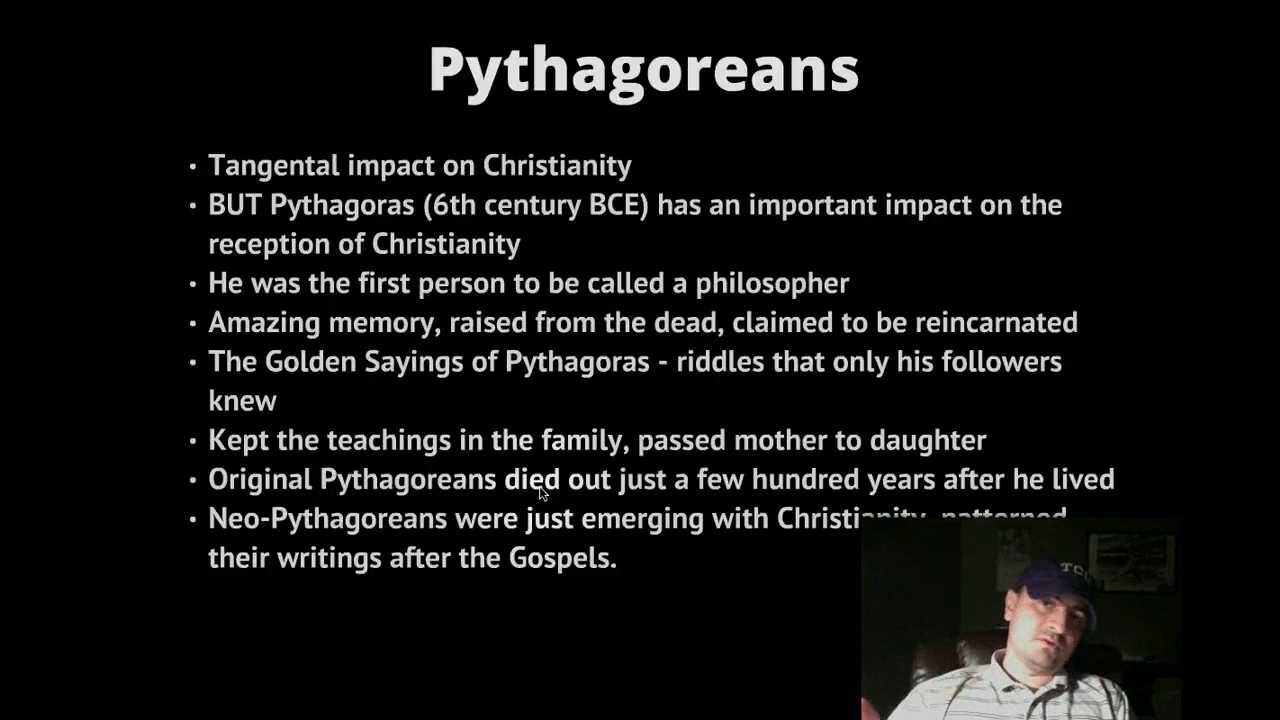 Pythagoreans
• Tangental impact on Christianity
• BUT Pythagoras (6th century BCE) has an important impact on the
reception of Christianity
• He was the first person to be called a philosopher
• Amazing memory, raised from the dead, claimed to be reincarnated
• The Golden Sayings of Pythagoras - riddles that only his followers
knew
• Kept the teachings in the family, passed mother to daughter
• Original Pythagoreans died out just a few hundred years after he lived
• Neo-Pythagoreans were just emerging with Christianity, patterned
their writings after the Gospels.